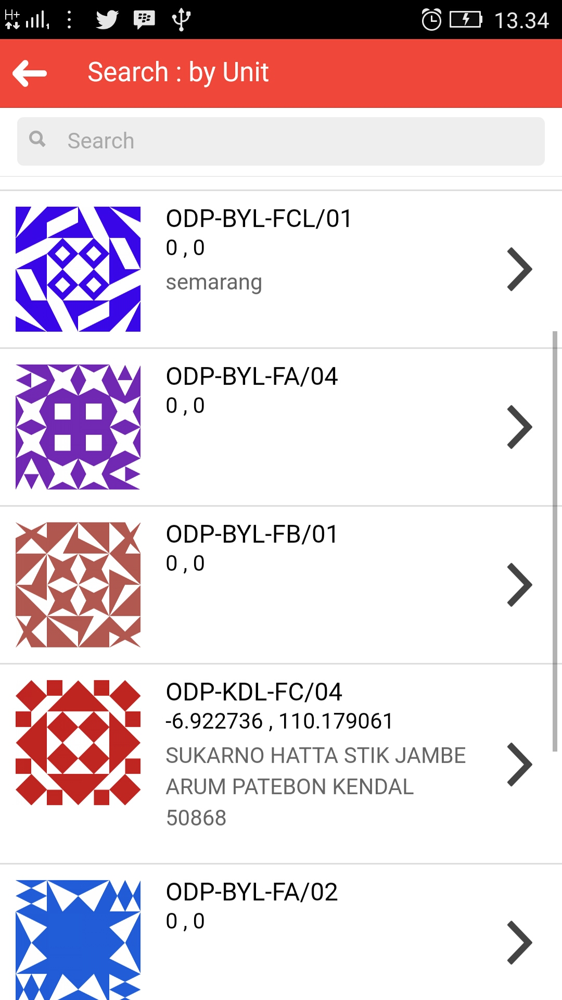 H+ 1 13.34
Search : by Unit
Search
ODP-BYL-FCL/01
0 , 0
semarang
ODP-BYL-FA/04
0 , 0
ODP-BYL-FB/01
0 , 0
ODP-KDL-FC/04
-6.922736 , 110.179061
SUKARNO HATTA STIK JAMBE
ARUM PATEBON KENDAL
50868
ODP-BYL-FA/02
0 , 0